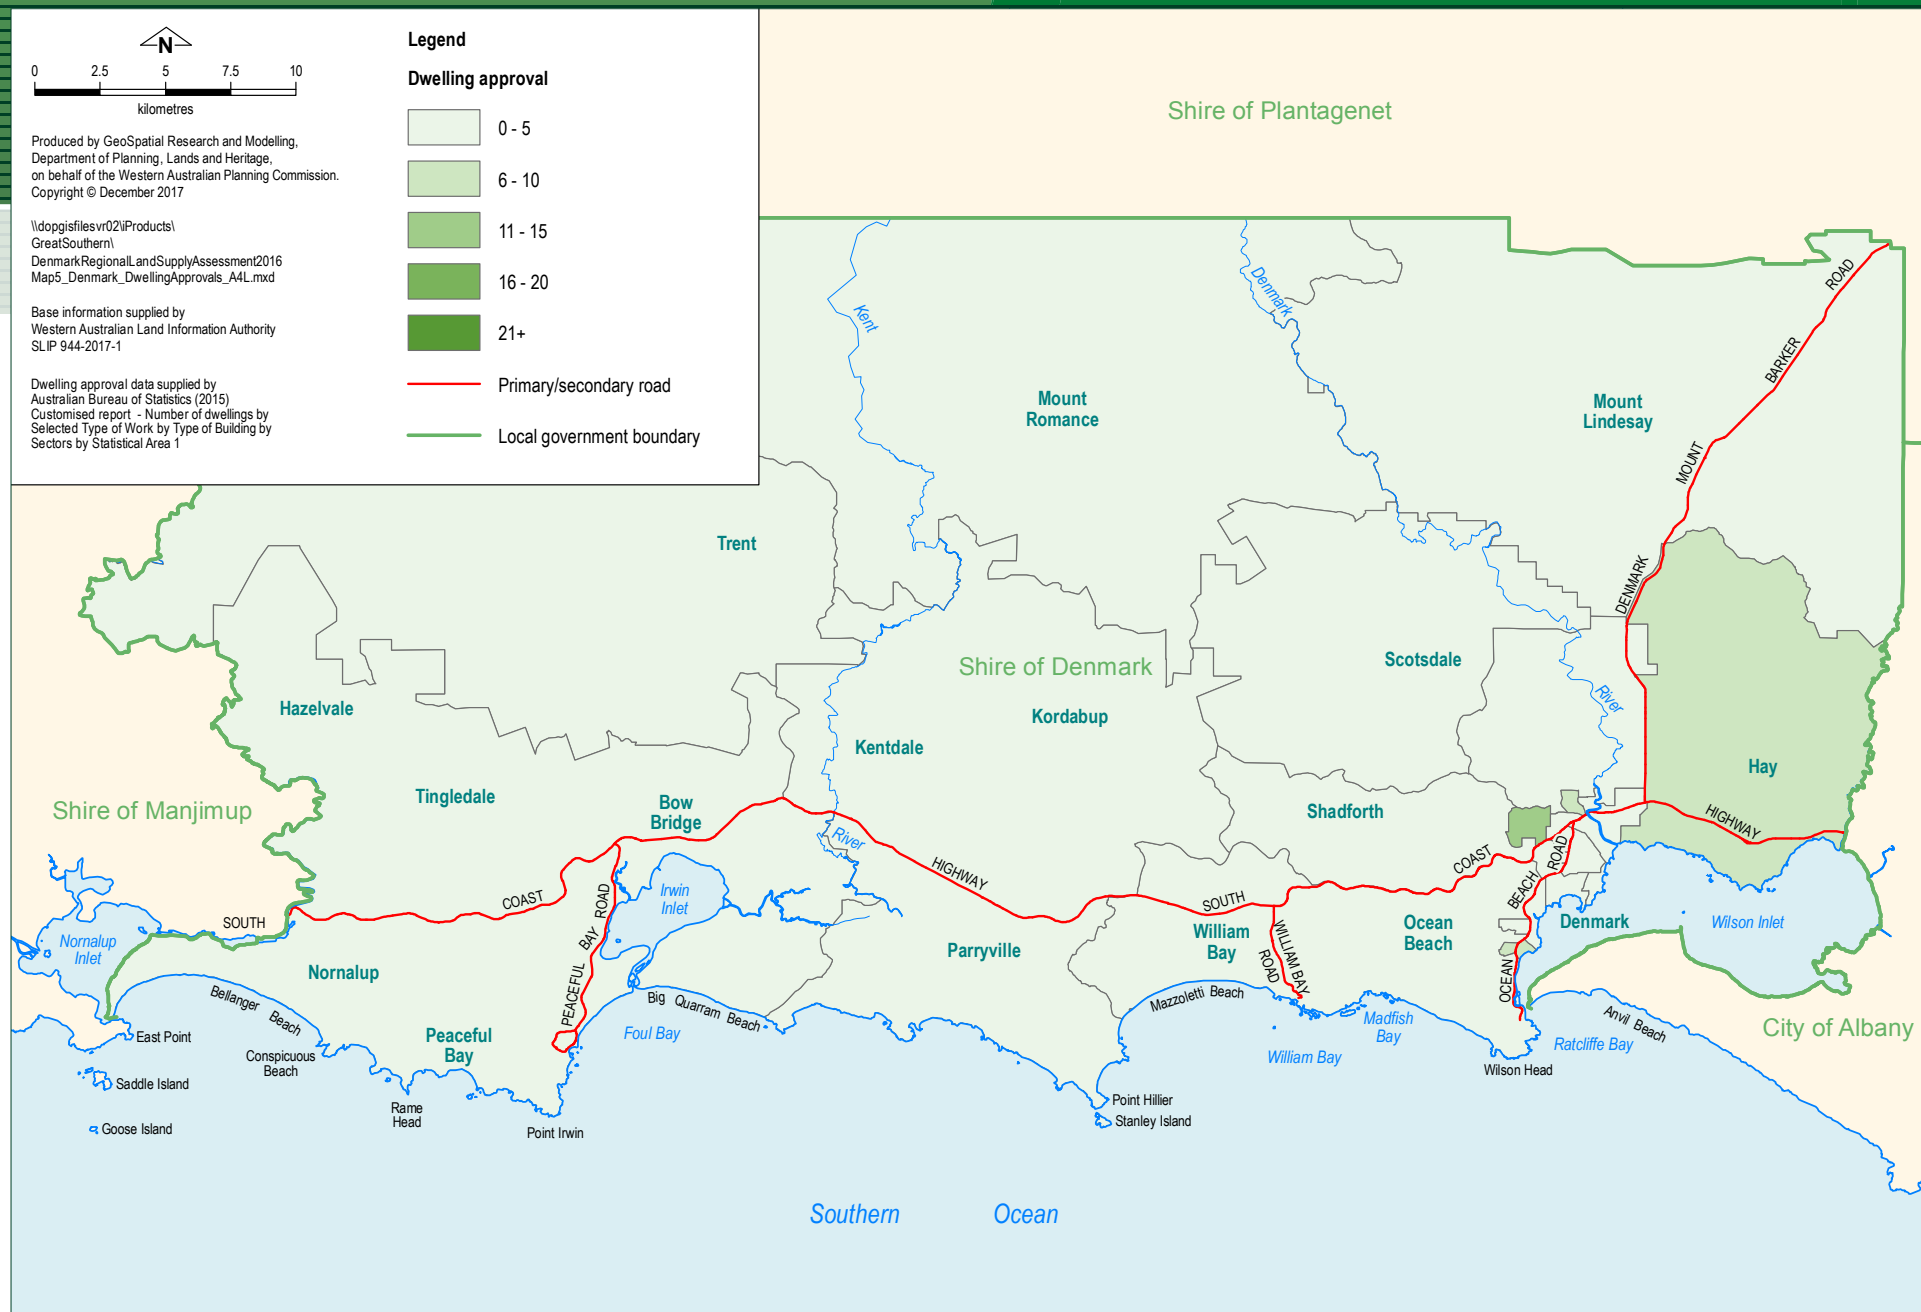 N
0 2.5 5 7.5 10
kilometres
Produced by GeoSpatial Research and Modelling,
Department of Planning, Lands and Heritage,
on behalf of the Western Australian Planning Commission.
Copyright © December 2017
\\dopgisfilesvr02\iProducts\
GreatSouthern\
DenmarkRegionalLandSupplyAssessment2016
Map5_Denmark_DwellingApprovals_A4L.mxd
Base information supplied by
Western Australian Land Information Authority
SLIP 944-2017-1
Dwelling approval data supplied by
Australian Bureau of Statistics (2015)
Customised report - Number of dwellings by
Selected Type of Work by Type of Building by
Sectors by Statistical Area 1
Legend
Dwelling approval
0 - 5
6 - 10
11 - 15
16 - 20
21+
Primary/secondary road
Local government boundary
Shire of Plantagenet
Kent
Denmark
ROAD
BARKER
MOUNT
DENMARK
Mount
Romance
Mount
Lindesay
Trent
Shire of Denmark
Scotsdale
Hazelvale
Kordabup
River
Kentdale
Hay
Tingledale
Bow
Bridge
Shadforth
Shire of Manjimup
River
HIGHWAY
HIGHWAY
COAST
ROAD
BEACH
OCEAN
SOUTH
COAST
ROAD
BAY
PEACEFUL
Irwin
Inlet
SOUTH
Nornalup
Inlet
Nornalup
Parryville
William
Bay
WILLIAM BAY
ROAD
Ocean
Beach
Denmark
Wilson Inlet
Bellanger Beach
Big Quarram Beach
Mazzoletti Beach
Foul Bay
Madfish
Bay
Anvil Beach
City of Albany
East Point
Peaceful
Bay
Conspicuous
Beach
William Bay
Ratcliffe Bay
Wilson Head
Saddle Island
Rame
Head
Point Hillier
Stanley Island
Goose Island
Point Irwin
Southern Ocean